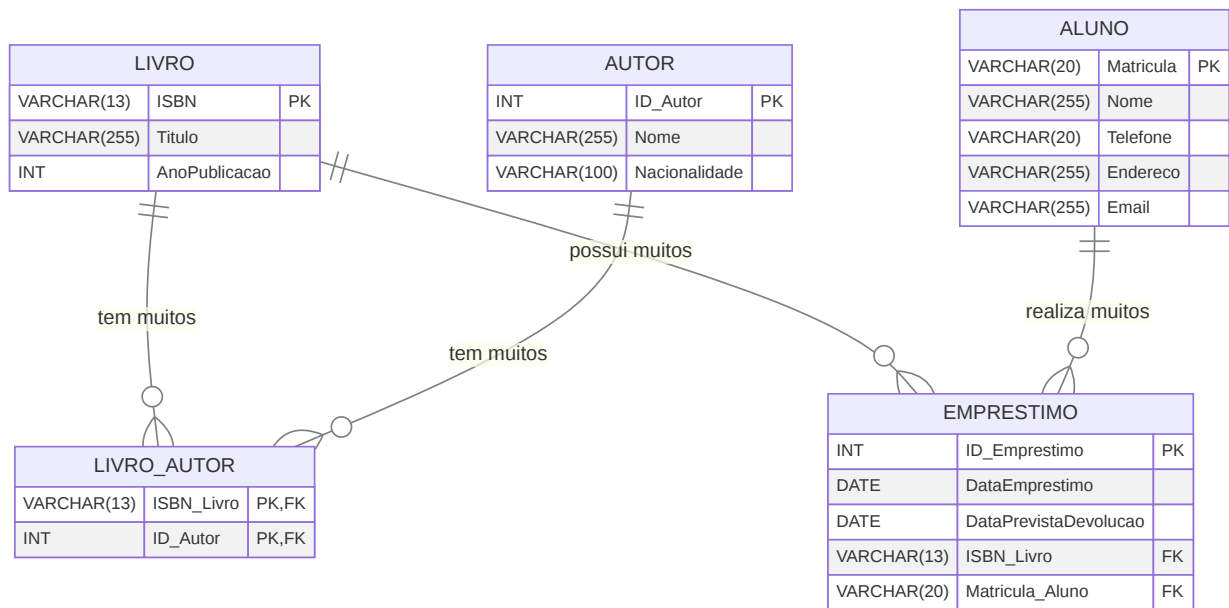 LIVRO
VARCHAR(13) ISBN PK
VARCHAR(255) Titulo
INT AnoPublicacao
AUTOR
INT ID_Autor PK
VARCHAR(255) Nome
VARCHAR(100) Nacionalidade
ALUNO
VARCHAR(20) Matricula PK
VARCHAR(255) Nome
VARCHAR(20) Telefone
VARCHAR(255) Endereco
VARCHAR(255) Email
possui muitos
tem muitos
tem muitos
realiza muitos
LIVRO_AUTOR
VARCHAR(13) ISBN_Livro PK,FK
INT ID_Autor PK,FK
EMPRESTIMO
INT ID_Emprestimo PK
DATE DataEmprestimo
DATE DataPrevistaDevolucao
VARCHAR(13) ISBN_Livro FK
VARCHAR(20) Matricula_Aluno FK